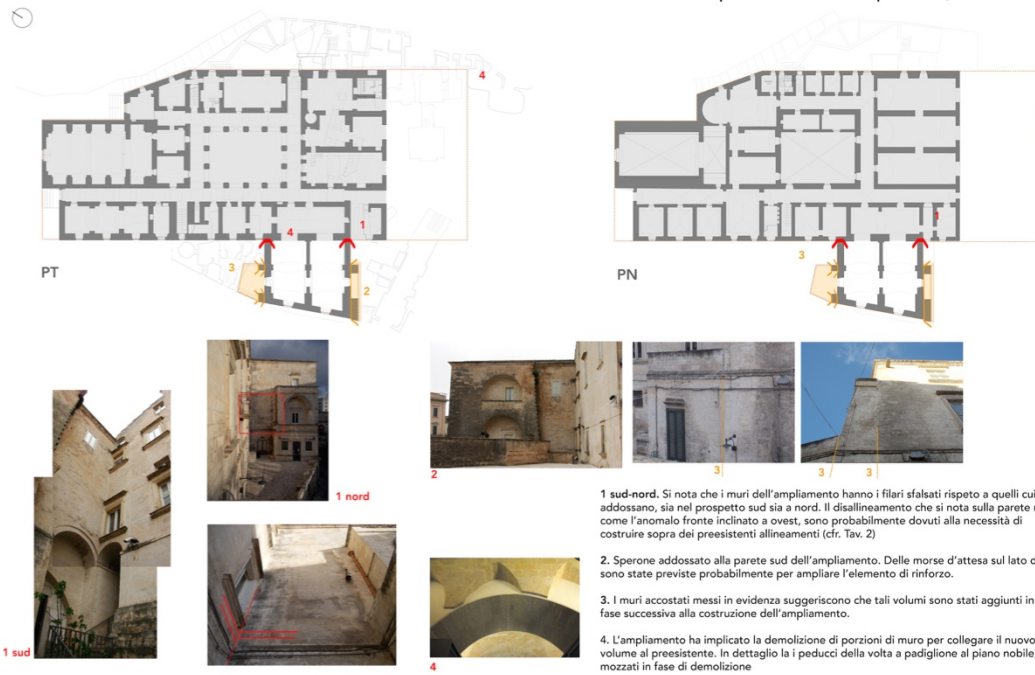 4
1
4
3
2
PT
1
3
PN
1 nord
2
3
3
3
1 sud
4
1 sud-nord. Si nota che i muri dell'ampliamento hanno i filari sfalsati rispeto a quelli cui
addossano, sia nel prospetto sud sia a nord. Il disallineamento che si nota sulla parete
come l'anomalo fronte inclinato a ovest, sono probabilmente dovuti alla necessità di
costruire sopra dei preesistenti allineamenti (cfr. Tav. 2)
2. Sperone addossato alla parete sud dell'ampliamento. Delle morse d'attesa sul lato
sono state previste probabilmente per ampliare l'elemento di rinforzo.
3. I muri accostati messi in evidenza suggeriscono che tali volumi sono stati aggiunti in
fase successiva alla costruzione dell'ampliamento.
4. L'ampliamento ha implicato la demolizione di porzioni di muro per collegare il nuovo
volume al preesistente. In dettaglio la i peducci della volta a padiglione al piano nobile,
mozzati in fase di demolizione